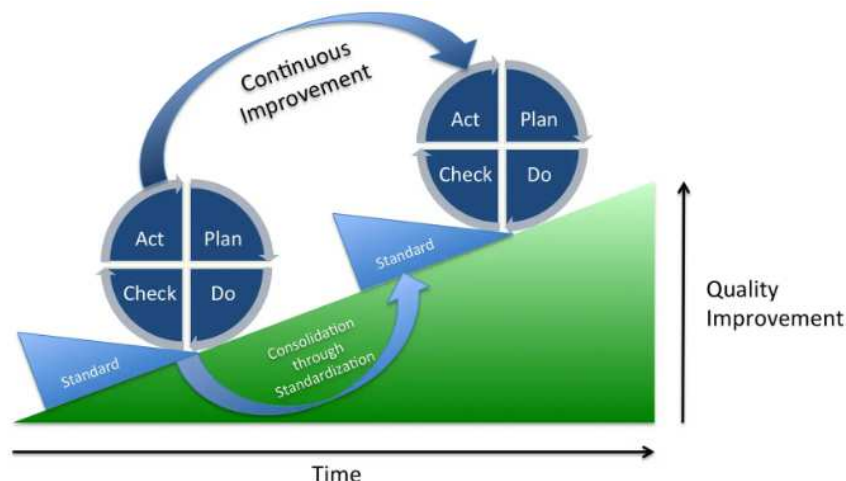 Continuous
Improvement
Act
Plan
Check
Do
Act
Plan
Check
Do
Standard
Standard
Consolidation
through
Standardization
Quality
Improvement
Time